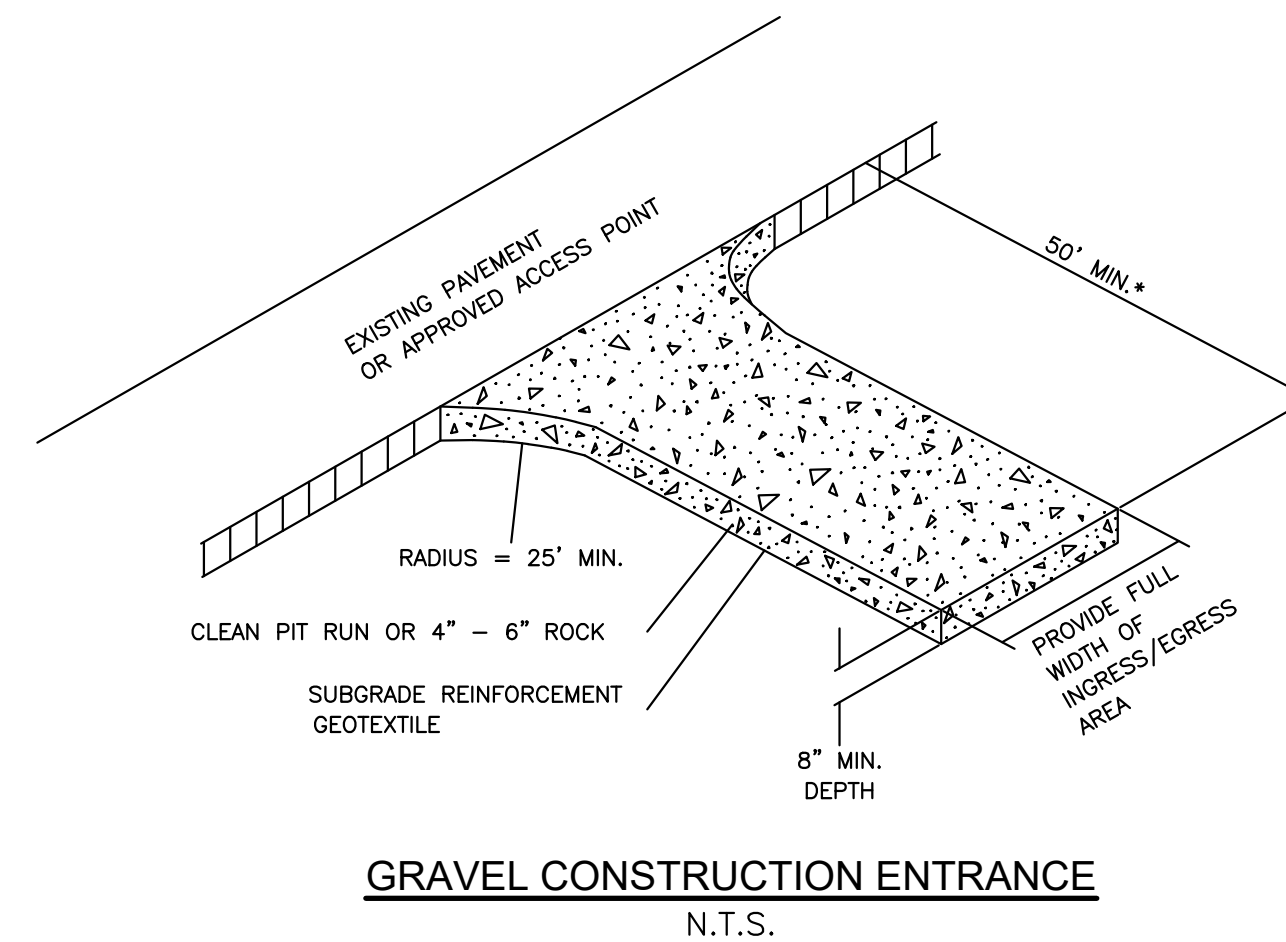 EXISTING PAVEMENT
OR APPROVED ACCESS POINT
50' MIN.*
RADIUS = 25' MIN.
CLEAN PIT RUN OR 4" – 6" ROCK
SUBGRADE REINFORCEMENT
GEOTEXTILE
PROVIDE FULL
WIDTH OF
INGRESS/EGRESS
AREA
8" MIN.
DEPTH
GRAVEL CONSTRUCTION ENTRANCE
N.T.S.